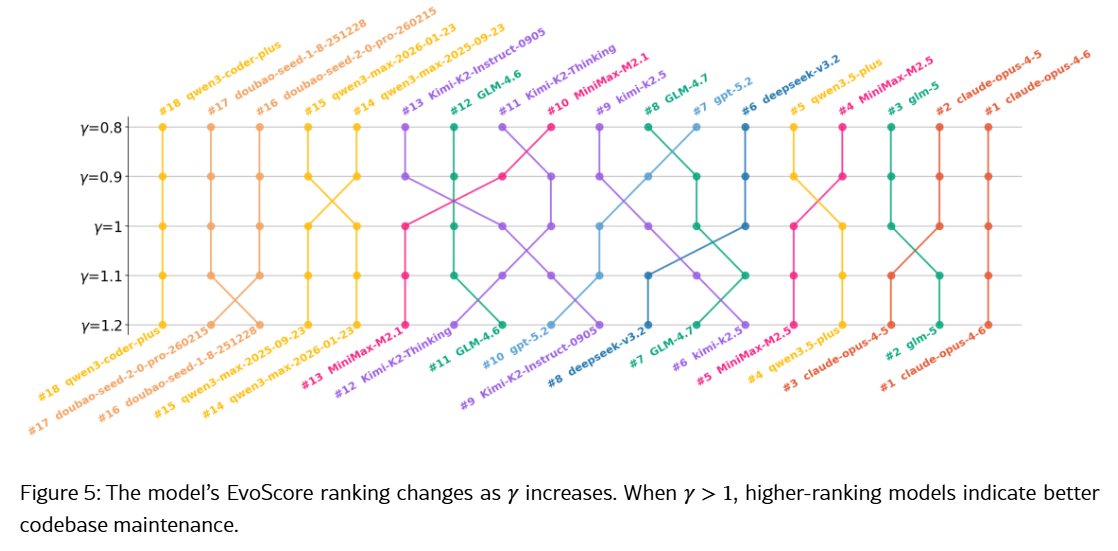 #18 qwen3-coder-plus
#17 doubao-seed-1-8-251228
#16 doubao-seed-2-0-pro-260215
#15 qwen3-max-2026-01-23
#14 qwen3-max-2025-09-23
#13 Kimi-K2-Instruct-0905
#12 GLM-4.6
#11 Kimi-K2-Thinking
#10 MiniMax-M2.1
#9 kimi-k2.5
#8 GLM-4.7
#7 gpt-5.2
#6 deepseek-v3.2
#5 qwen3.5-plus
#4 MiniMax-M2.5
#3 glm-5
#2 claude-opus-4-5
#1 claude-opus-4-6
γ=0.8
γ=0.9
γ=1
γ=1.1
γ=1.2
#18 qwen3-coder-plus
#17 doubao-seed-2-0-pro-260215
#16 doubao-seed-1-8-251228
#15 qwen3-max-2025-09-23
#14 qwen3-max-2026-01-23
#13 MiniMax-M2.1
#12 Kimi-K2-Thinking
#11 GLM-4.6
#10 gpt-5.2
#9 Kimi-K2-Instruct-0905
#8 deepseek-v3.2
#7 GLM-4.7
#6 kimi-k2.5
#5 MiniMax-M2.5
#4 qwen3.5-plus
#3 claude-opus-4-5
#2 glm-5
#1 claude-opus-4-6
Figure 5: The model’s EvoScore ranking changes as γ increases. When γ > 1, higher-ranking models indicate better
codebase maintenance.